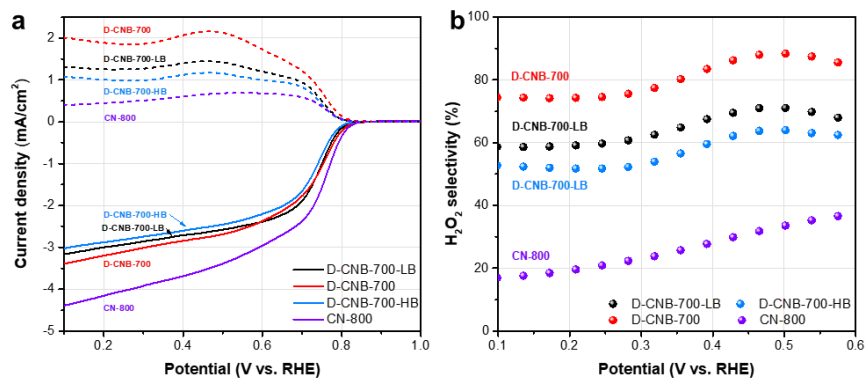 a
Current density (mA/cm²)
2
1
0
-1
-2
-3
-4
-5
D-CNB-700
D-CNB-700-LB
D-CNB-700-HB
CN-800
D-CNB-700-HB
D-CNB-700-LB
D-CNB-700
CN-800
D-CNB-700-LB
D-CNB-700
D-CNB-700-HB
CN-800
0.2 0.4 0.6 0.8 1.0
Potential (V vs. RHE)
b
H₂O₂ selectivity (%)
100
80
60
40
20
0
D-CNB-700
D-CNB-700-LB
D-CNB-700-LB
CN-800
D-CNB-700-LB D-CNB-700-HB
D-CNB-700 CN-800
0.1 0.2 0.3 0.4 0.5 0.6
Potential (V vs. RHE)